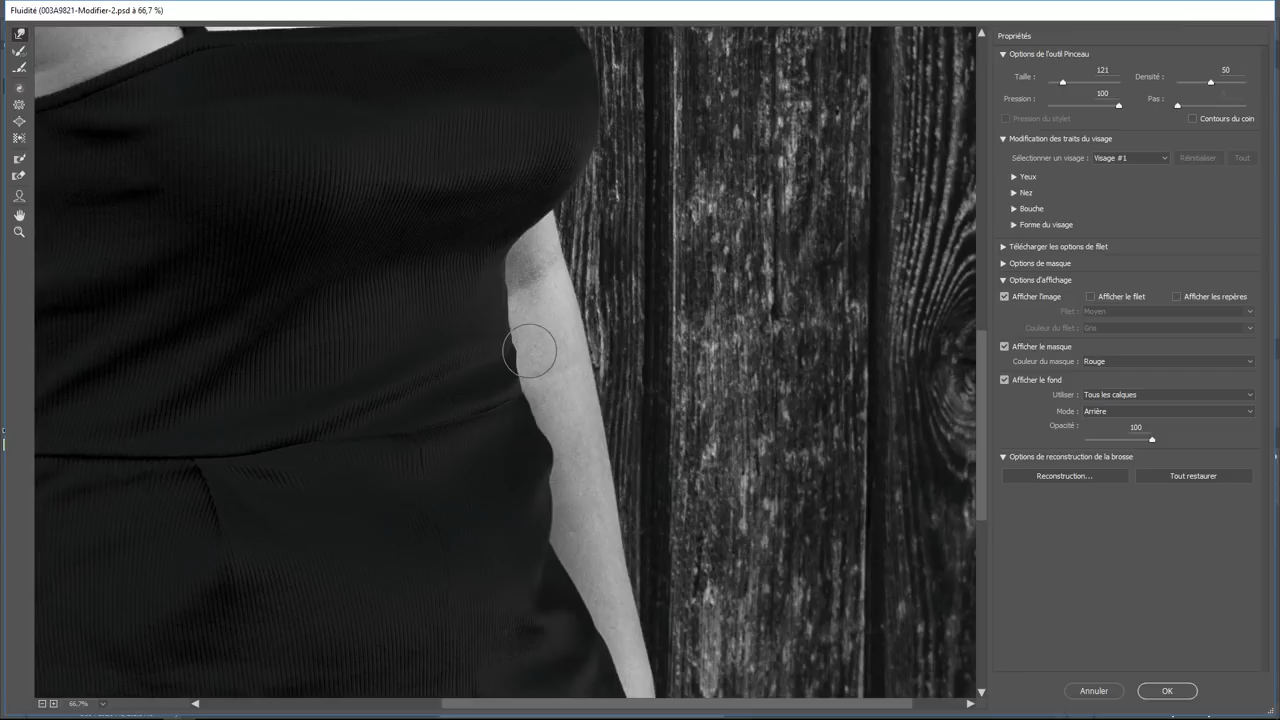 Fluidité (003A9821-Modifier-2.psd à 66,7 %)
Propriétés
Options de l'outil Pinceau
Taille : 121 Densité : 50
Pression : 100 Pas :
Pression du stylet Contours du coin
Modification des traits du visage
Sélectionner un visage : Visage #1 Réinitialiser Tout
Yeux
Nez
Bouche
Forme du visage
Télécharger les options de filet
Options de masque
Options d'affichage
Afficher l'image Afficher le filet Afficher les repères
Filet : Moyen
Couleur du filet : Gris
Afficher le masque
Couleur du masque : Rouge
Afficher le fond
Utiliser : Tous les calques
Mode : Arrière
Opacité : 100
Options de reconstruction de la brosse
Reconstruction... Tout restaurer
66,7% Annuler OK